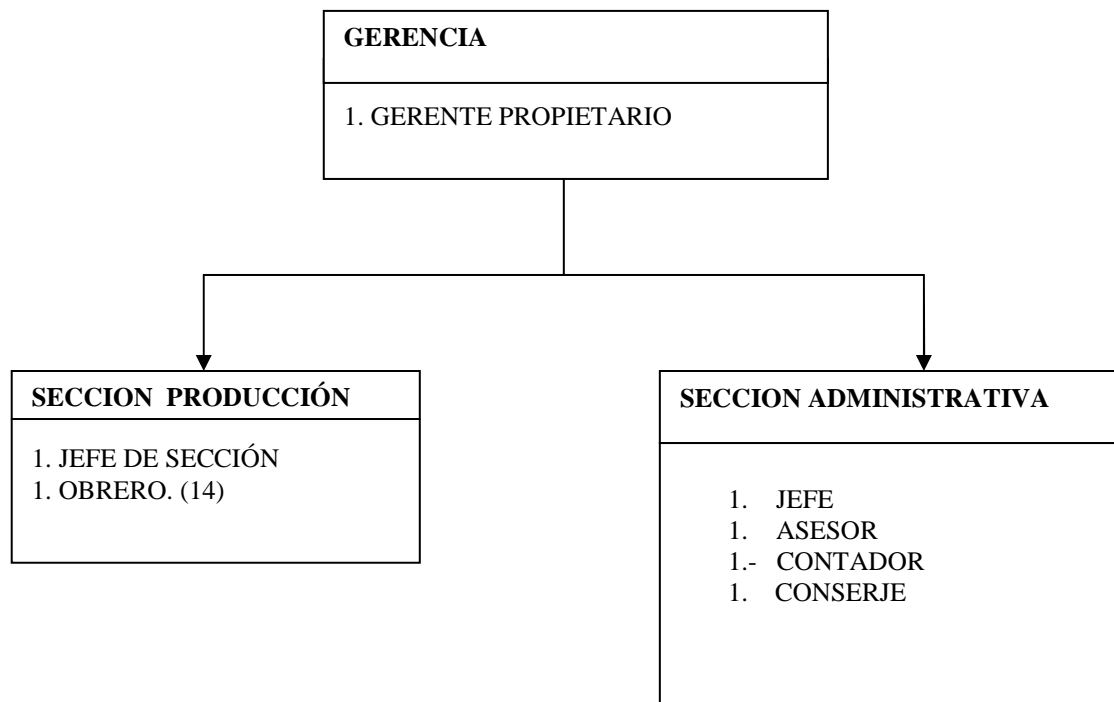 GERENCIA
1. GERENTE PROPIETARIO
SECCION PRODUCCIÓN
1. JEFE DE SECCIÓN
1. OBRERO. (14)
SECCION ADMINISTRATIVA
1. JEFE
1. ASESOR
1.- CONTADOR
1. CONSERJE